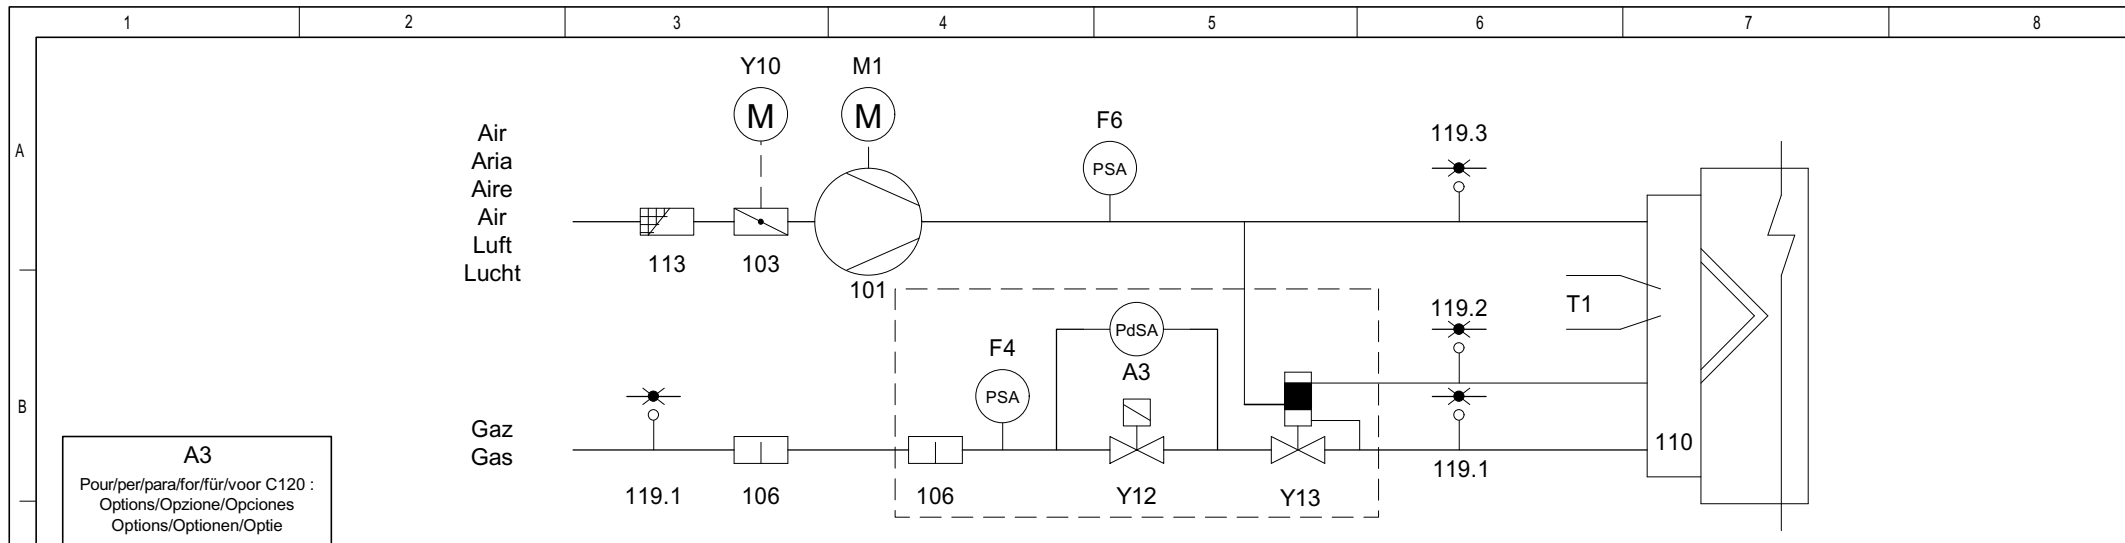 1 2 3 4 5 6 7 8
Y10 M1
M M
F6
A
Air
Aria
Aire
Air
Luft
Lucht
PSA
119.3
113 103
101
T1
119.2
PdSA
F4
A3
PSA
B
Gaz
Gas
110
119.1
119.1 106 106 Y12 Y13
A3
Pour/per/para/for/für/voor C120 :
Options/Opzione/Opciones
Options/Optionen/Optie